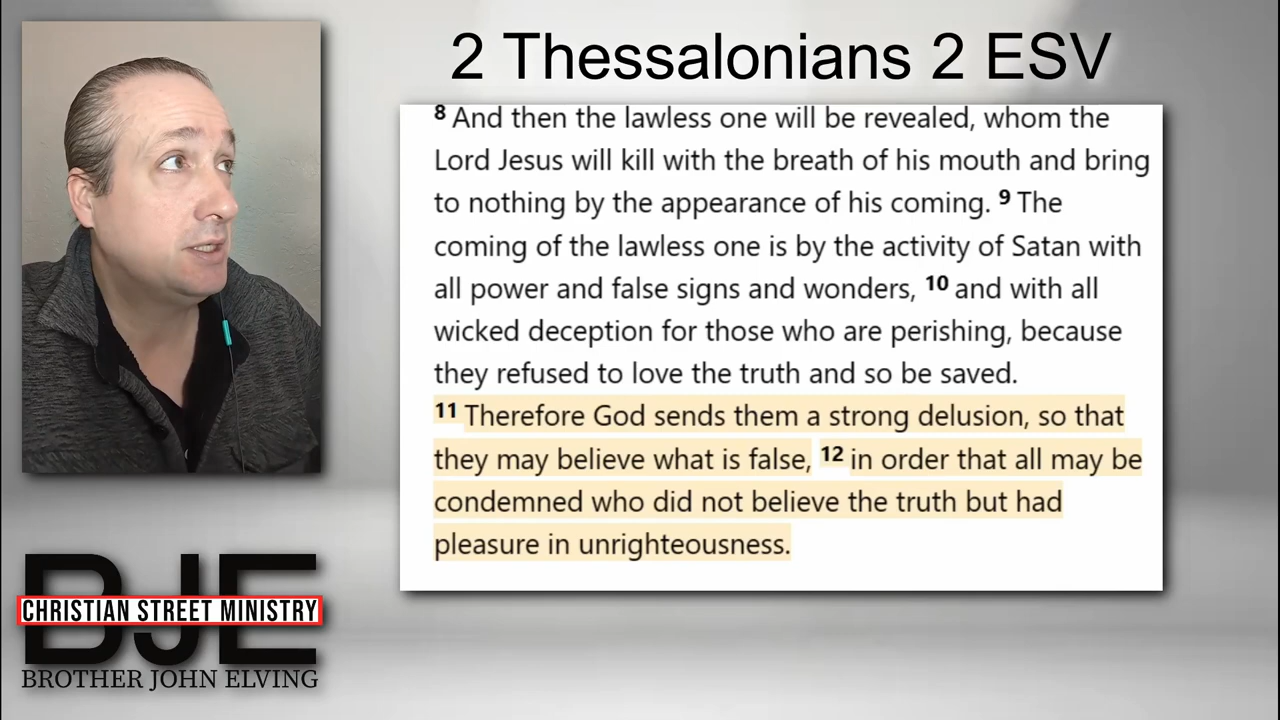 2 Thessalonians 2 ESV
8 And then the lawless one will be revealed, whom the
Lord Jesus will kill with the breath of his mouth and bring
to nothing by the appearance of his coming. 9 The
coming of the lawless one is by the activity of Satan with
all power and false signs and wonders, 10 and with all
wicked deception for those who are perishing, because
they refused to love the truth and so be saved.
11 Therefore God sends them a strong delusion, so that
they may believe what is false, 12 in order that all may be
condemned who did not believe the truth but had
pleasure in unrighteousness.
BJE
CHRISTIAN STREET MINISTRY
BROTHER JOHN ELVING